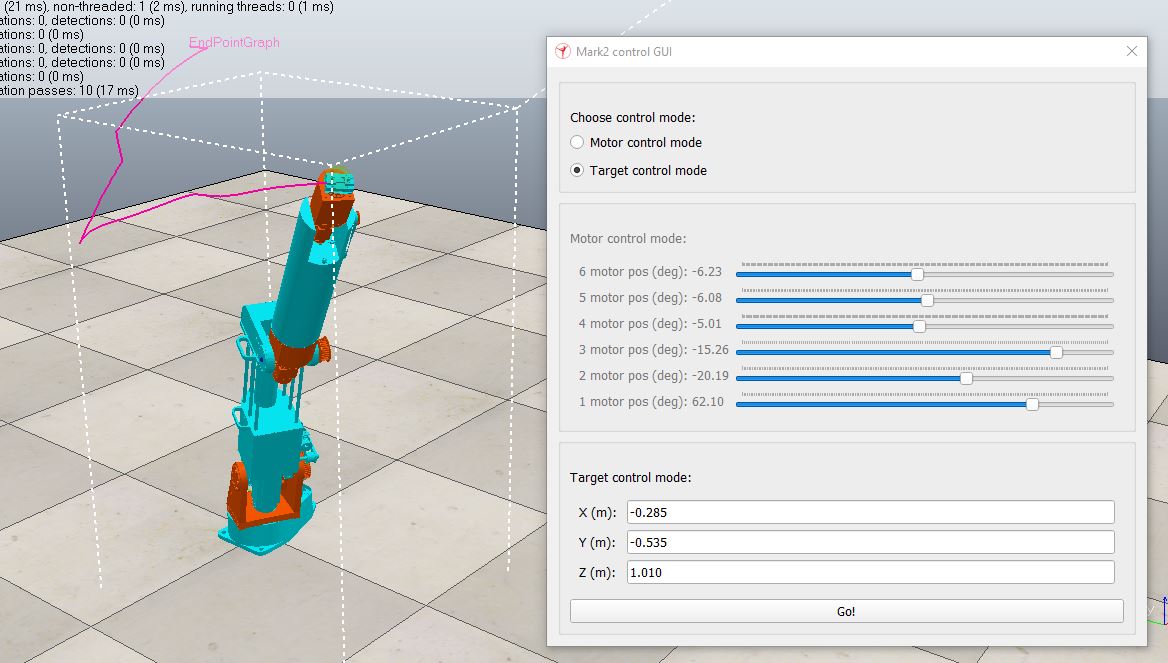 (21 ms), non-threaded: 1 (2 ms), running threads: 0 (1 ms)
ations: 0, detections: 0 (0 ms)
ations: 0 (0 ms)
ations: 0, detections: 0 (0 ms)
ations: 0, detections: 0 (0 ms)
ations: 0 (0 ms)
ation passes: 10 (17 ms)
EndPointGraph
Mark2 control GUI
Choose control mode:
Motor control mode
Target control mode
Motor control mode:
6 motor pos (deg): -6.23
5 motor pos (deg): -6.08
4 motor pos (deg): -5.01
3 motor pos (deg): -15.26
2 motor pos (deg): -20.19
1 motor pos (deg): 62.10
Target control mode:
X (m): -0.285
Y (m): -0.535
Z (m): 1.010
Go!
y